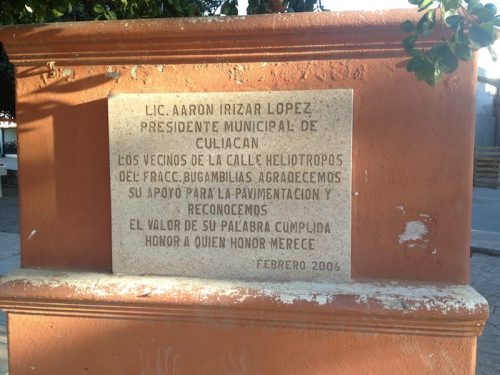 LIC. AARON IRIZAR LOPEZ
PRESIDENTE MUNICIPAL DE
CULIACAN
LOS VECINOS DE LA CALLE HELIOTROPOS
DEL FRACC. BUGAMBILIAS AGRADECEMOS
SU APOYO PARA LA PAVIMENTACION Y
RECONOCEMOS
EL VALOR DE SU PALABRA CUMPLIDA
HONOR A QUIEN HONOR MERECE
FEBRERO 2006